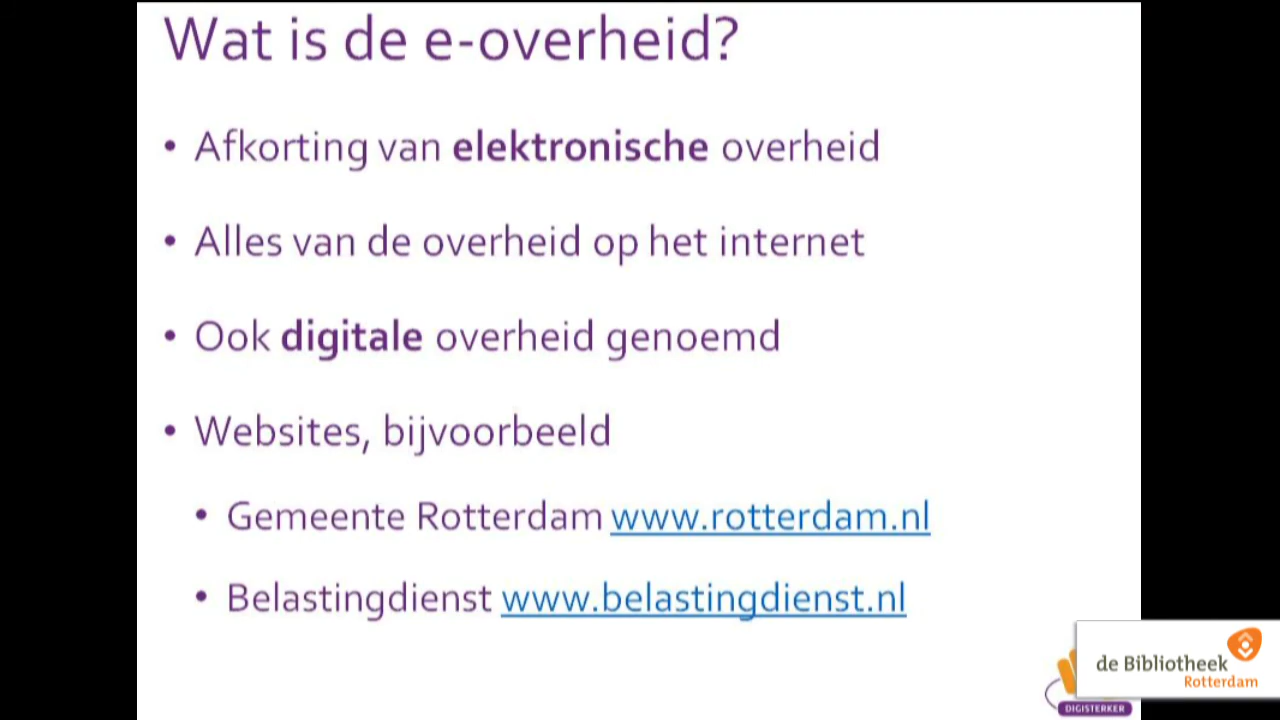 Wat is de e-overheid?
• Afkorting van elektronische overheid
• Alles van de overheid op het internet
• Ook digitale overheid genoemd
• Websites, bijvoorbeeld
• Gemeente Rotterdam www.rotterdam.nl
• Belastingdienst www.belastingdienst.nl
de Bibliotheek
Rotterdam
DIGISTERKER